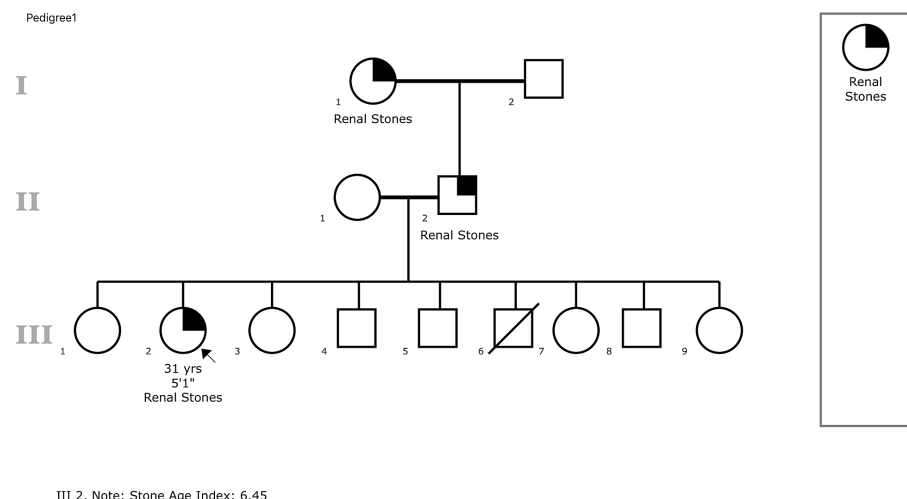 Pedigree1
I
1
2
Renal Stones
Renal
Stones
II
1
2
Renal Stones
III
1
2
3
4
5
6
7
8
9
31 yrs
5'1"
Renal Stones
III 2. Note: Stone Age Index: 6.45